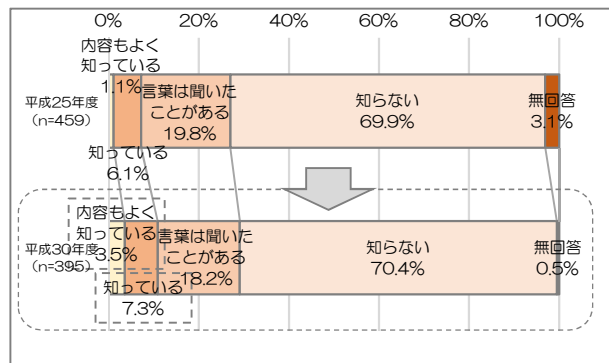 0% 20% 40% 60% 80% 100%
内容もよく
知っている
1.1%
平成25年度
（n=459）
言葉は聞いた
ことがある
19.8%
知らない
69.9%
無回答
3.1%
知っている
6.1%
内容もよく
知っている
3.5%
平成30年度
（n=395）
言葉は聞いた
ことがある
18.2%
知らない
70.4%
無回答
0.5%
知っている
7.3%